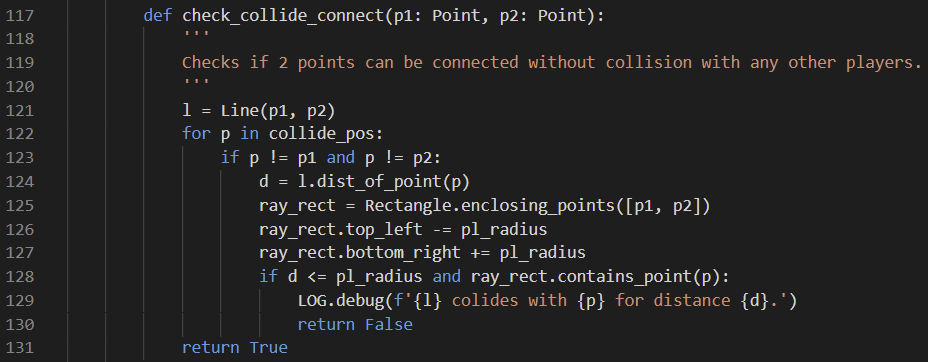 117 def check_collide_connect(p1: Point, p2: Point):
118 '''
119 Checks if 2 points can be connected without collision with any other players.
120 '''
121 l = Line(p1, p2)
122 for p in collide_pos:
123 if p != p1 and p != p2:
124 d = l.dist_of_point(p)
125 ray_rect = Rectangle.enclosing_points([p1, p2])
126 ray_rect.top_left -= pl_radius
127 ray_rect.bottom_right += pl_radius
128 if d <= pl_radius and ray_rect.contains_point(p):
129 LOG.debug(f'{l} colides with {p} for distance {d}.')
130 return False
131 return True